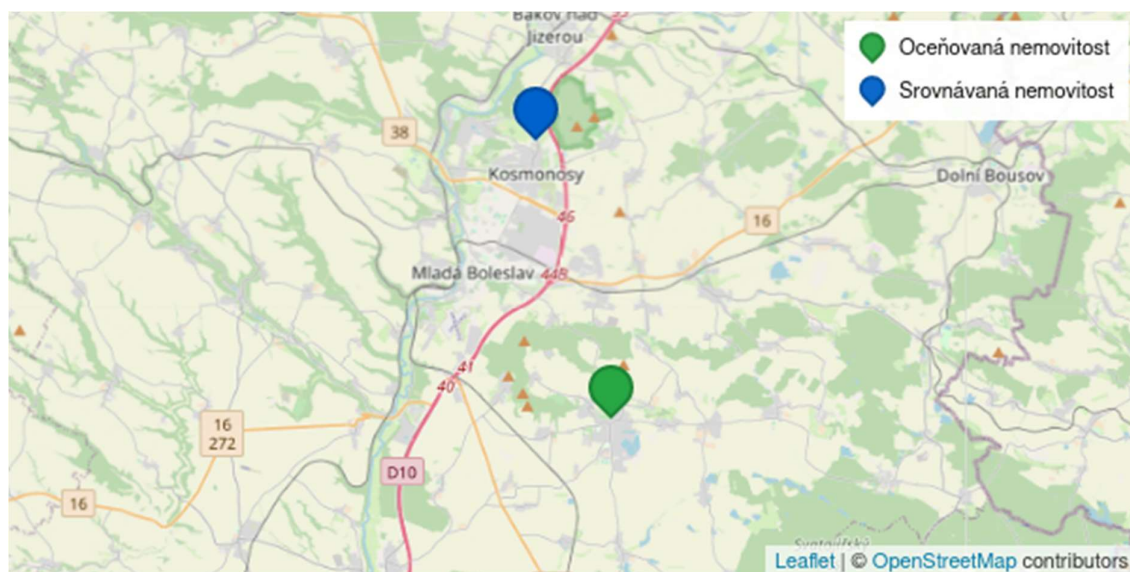 Bakov nad
Jizerou
Oceňovaná nemovitost
Srovnávaná nemovitost
38
Kosmonosy
Dolní Bousov
46
16
Mladá Boleslav
44B
41
40
16
272
D10
16
Leaflet | © OpenStreetMap contributors